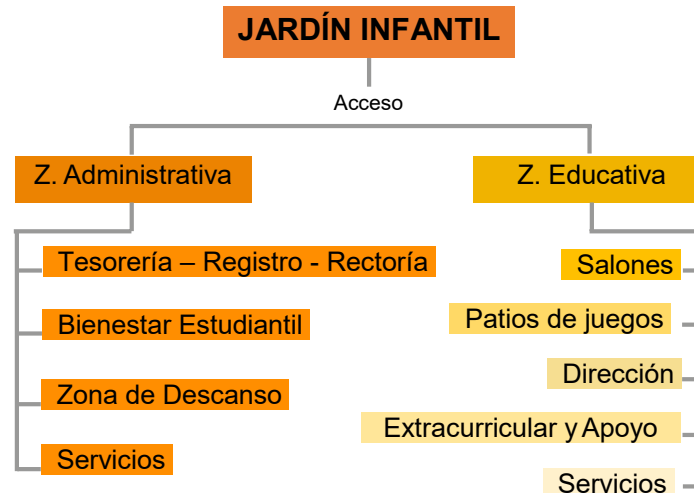 JARDÍN INFANTIL
Acceso
Z. Administrativa
Tesorería – Registro - Rectoría
Bienestar Estudiantil
Zona de Descanso
Servicios
Z. Educativa
Salones
Patios de juegos
Dirección
Extracurricular y Apoyo
Servicios